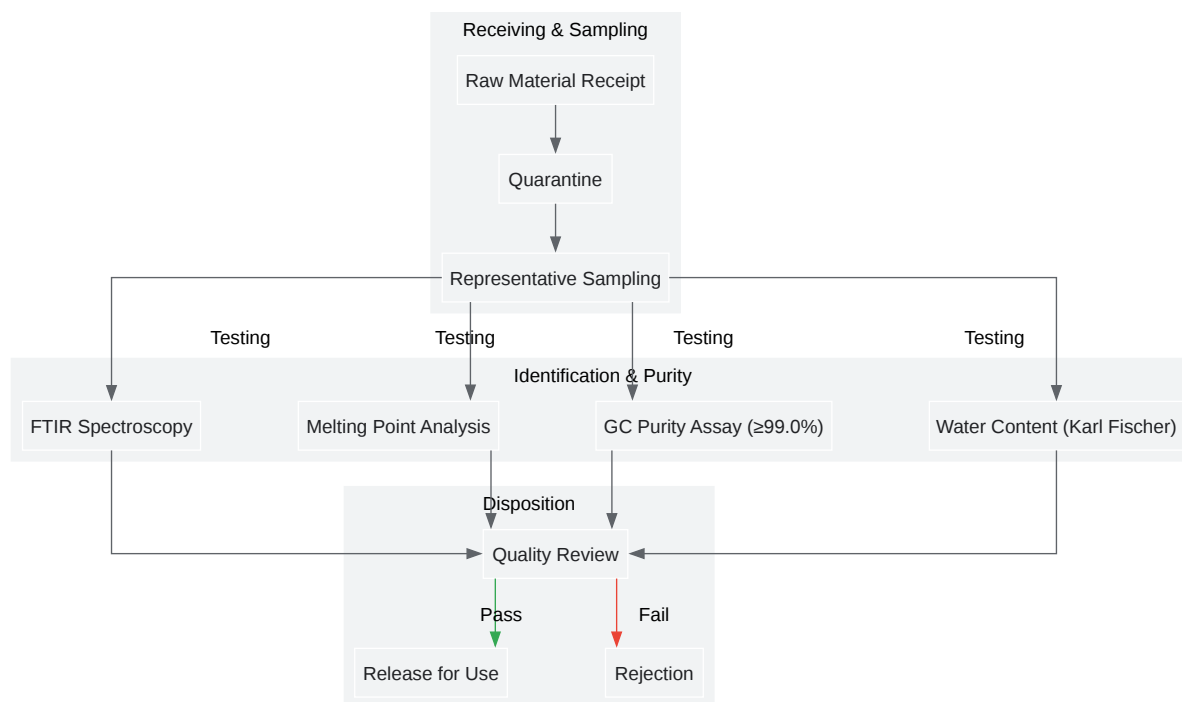 Receiving & Sampling
Raw Material Receipt
Quarantine
Representative Sampling
Testing
Testing
Testing
Testing
Identification & Purity
FTIR Spectroscopy
Melting Point Analysis
GC Purity Assay (≥99.0%)
Water Content (Karl Fischer)
Disposition
Quality Review
Pass
Fail
Release for Use
Rejection